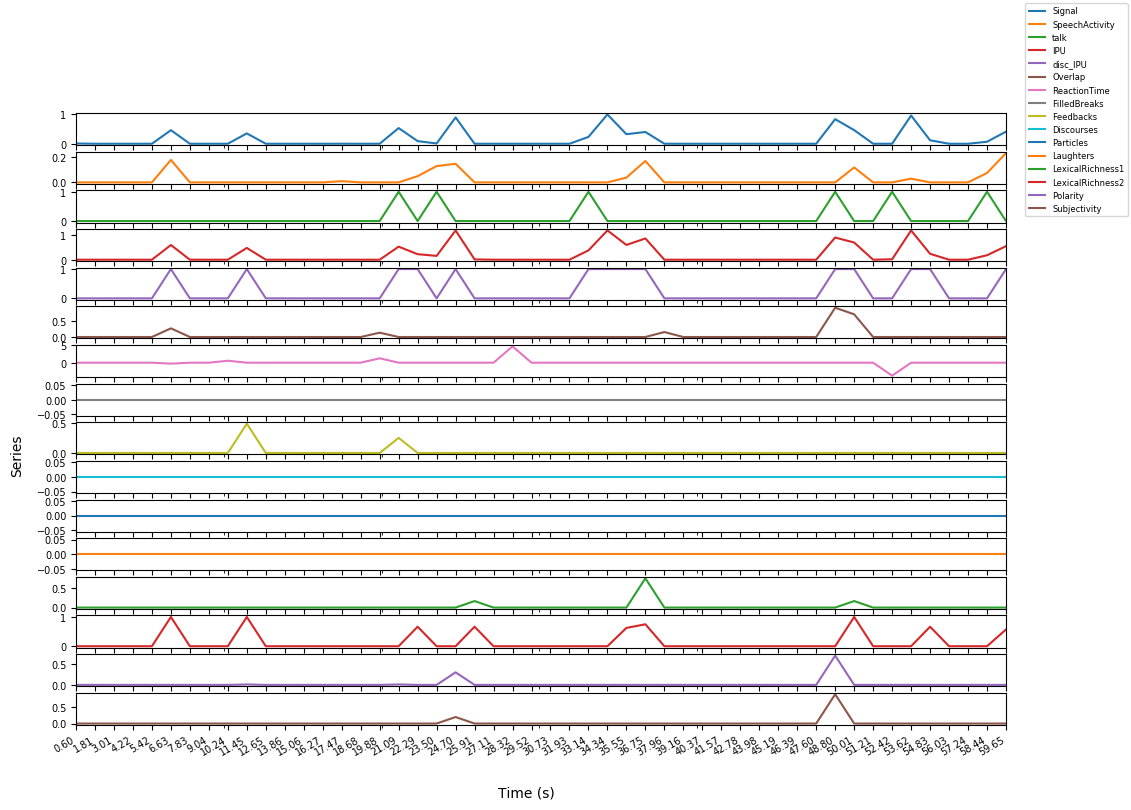 Signal
SpeechActivity
talk
IPU
disc_IPU
Overlap
ReactionTime
FilledBreaks
Feedbacks
Discourses
Particles
Laughters
LexicalRichness1
LexicalRichness2
Polarity
Subjectivity
1
0
0.2
0.0
1
0
1
0
1
0
0.5
0.0
5
0
0.05
0.00
−0.05
0.5
0.0
0.05
0.00
−0.05
0.05
0.00
−0.05
0.05
0.00
−0.05
0.5
0.0
1
0
0.5
0.0
0.5
0.0
Series
0.60 1.81 3.01 4.22 5.42 6.63 7.83 9.04 10.24 11.45 12.65 13.86 15.06 16.27 17.47 18.68 19.88 21.09 22.29 23.50 24.70 25.91 27.11 28.32 29.52 30.73 31.93 33.14 34.34 35.55 36.75 37.96 39.16 40.37 41.57 42.78 43.98 45.19 46.39 47.60 48.80 50.01 51.21 52.42 53.62 54.83 56.03 57.24 58.44 59.65
Time (s)